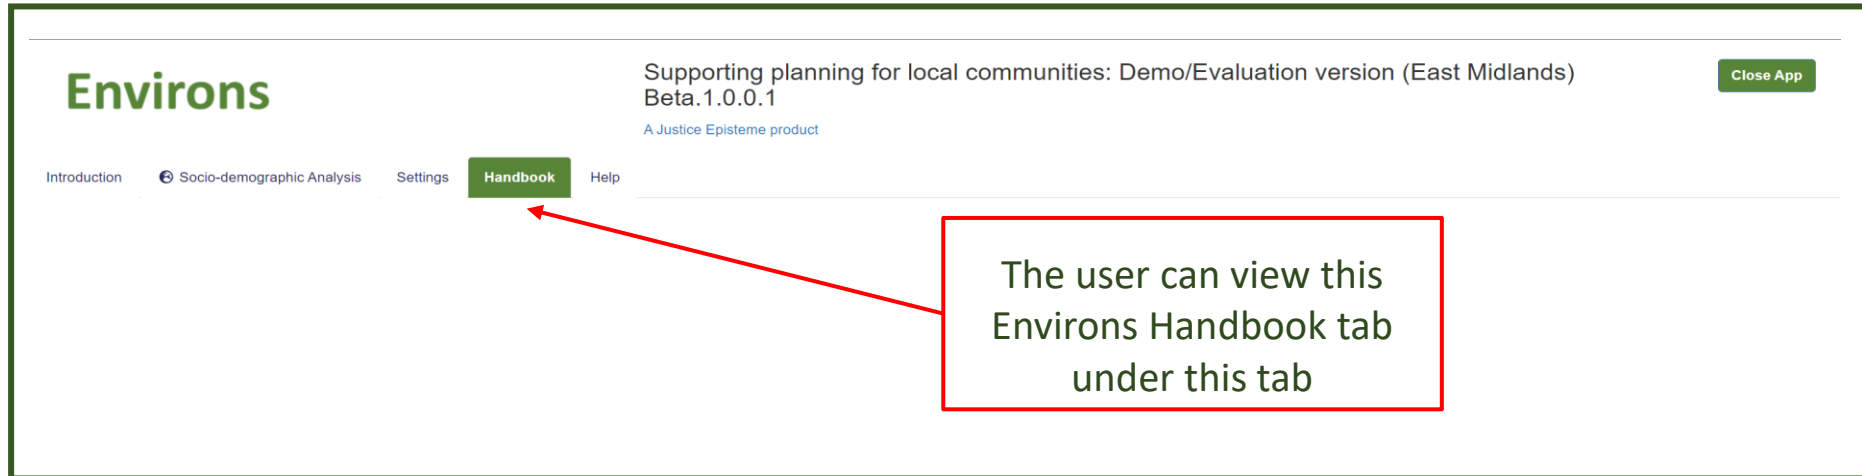 Environs
Supporting planning for local communities: Demo/Evaluation version (East Midlands)
Beta.1.0.0.1
A Justice Episteme product
Close App
Introduction Socio-demographic Analysis Settings Handbook Help
The user can view this
Environs Handbook tab
under this tab